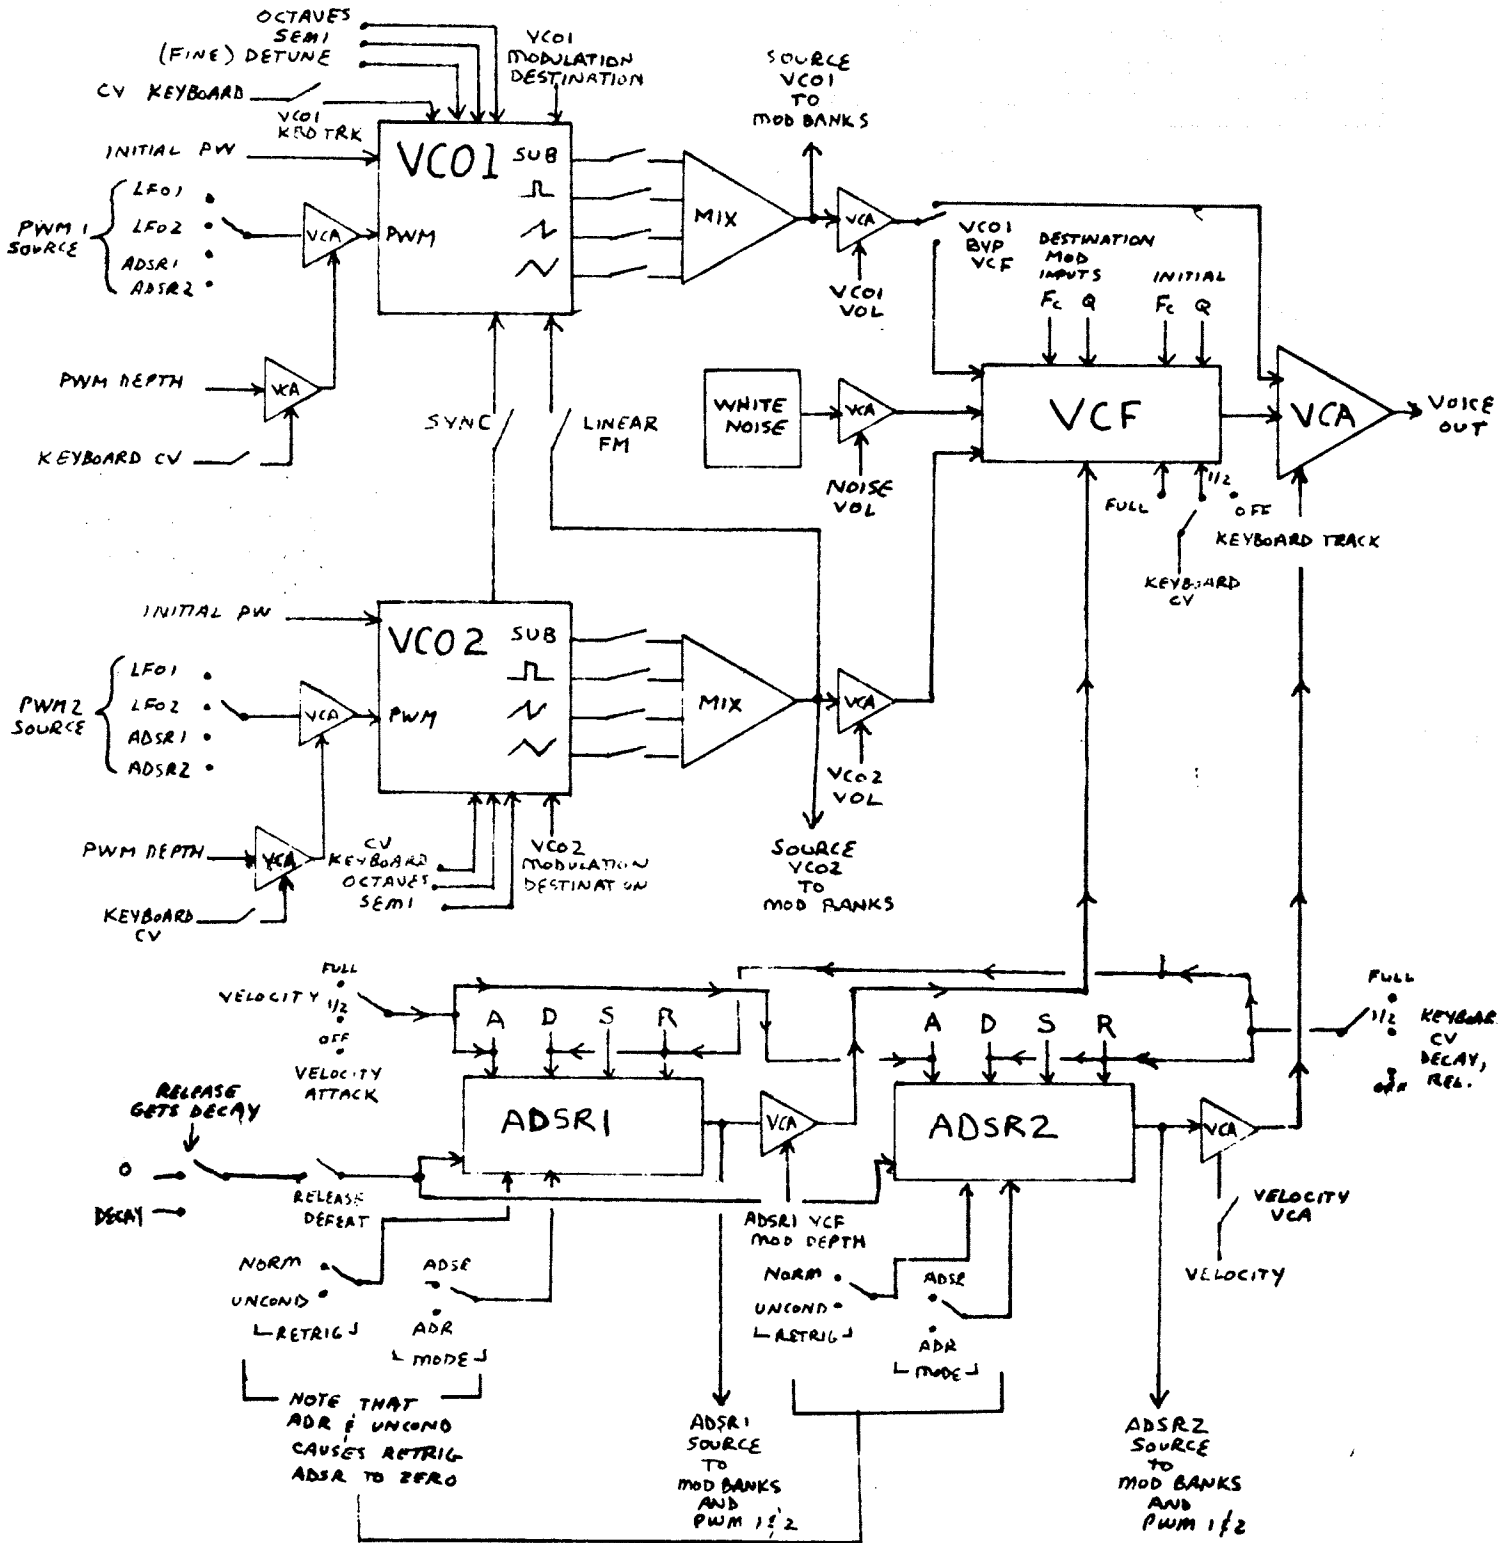 OCTAVES
SEMI
(FINE) DETUNE
CV KEYBOARD
VCO1
KBD TRK
VCO1
MODULATION
DESTINATION
INITIAL PW
PWM 1
SOURCE
LFO1
LFO2
ADSR1
ADSR2
VCA
PWM DEPTH
VCA
KEYBOARD CV
VCO1
SUB
PWM
MIX
SOURCE
VCO1
TO
MOD BANKS
VCA
VCO1
VOL
VCO1
BYP
VCF
DESTINATION
MOD
INPUTS
FC Q
INITIAL
FC Q
SYNC
LINEAR
FM
WHITE
NOISE
VCA
NOISE
VOL
VCF
VCA
VOICE
OUT
FULL
1/2
OFF
KEYBOARD TRACK
KEYBOARD
CV
INITIAL PW
PWM2
SOURCE
LFO1
LFO2
ADSR1
ADSR2
VCA
PWM DEPTH
VCA
KEYBOARD
CV
VCO2
SUB
PWM
MIX
VCA
VCO2
VOL
CV
KEYBOARD
OCTAVES
SEMI
VCO2
MODULATION
DESTINATION
SOURCE
VCO2
TO
MOD BANKS
FULL
VELOCITY 1/2
OFF
VELOCITY
ATTACK
A D S R
ADSR1
VCA
A D S R
ADSR2
VCA
FULL
1/2
OFF
KEYBOAR
CV
DECAY,
REL.
RELEASE
GETS DECAY
O
DECAY
RELEASE
DEFEAT
NORM
UNCOND
RETRIG
ADSR
ADR
MODE
ADSR1 VCF
MOD DEPTH
NORM
UNCOND
RETRIG
ADSR
ADR
MODE
VELOCITY
VCA
VELOCITY
NOTE THAT
ADR & UNCOND
CAUSES RETRIG
ADSR TO ZERO
ADSR1
SOURCE
TO
MOD BANKS
AND
PWM 1 & 2
ADSR2
SOURCE
TO
MOD BANKS
AND
PWM 1 & 2